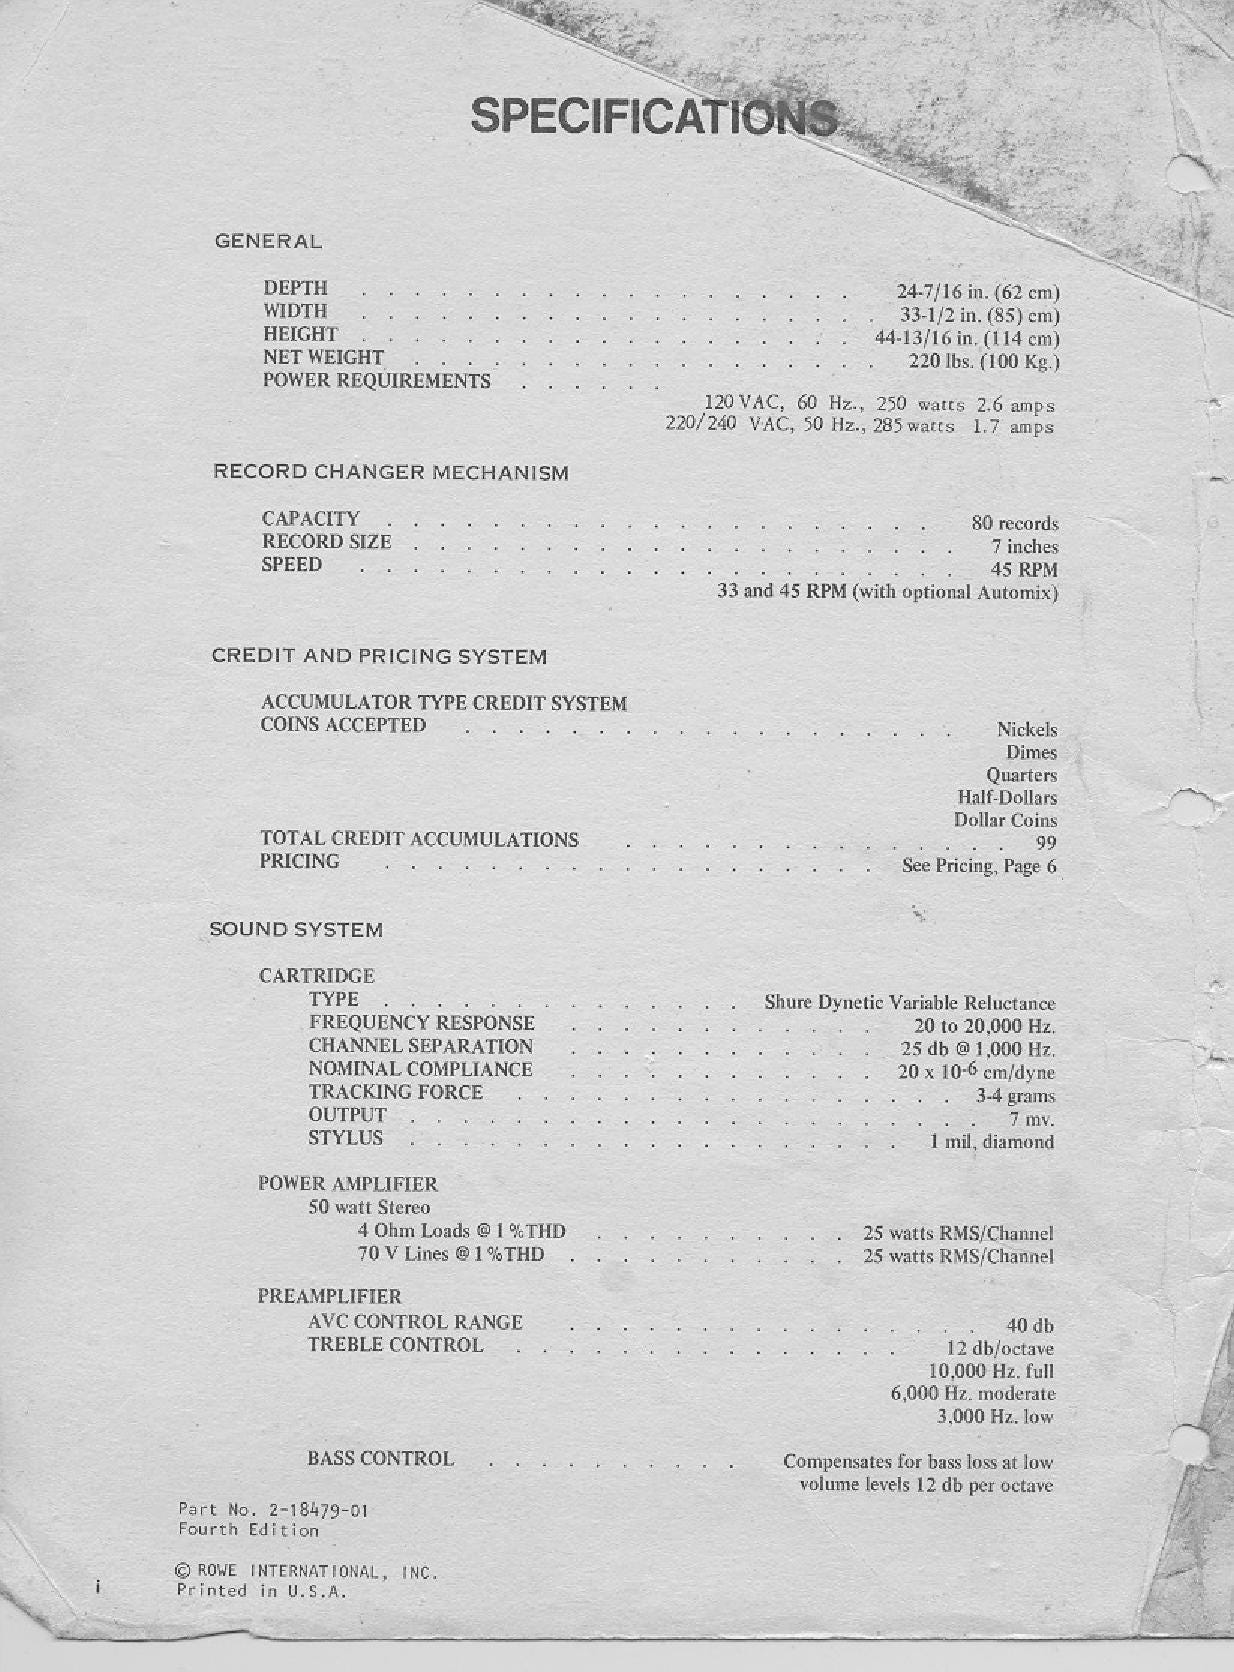 SPECIFICATIONS
GENERAL
DEPTH . . . . . . . . . . . . . . . . . . . 24-7/16 in. (62 cm)
WIDTH . . . . . . . . . . . . . . . . . . . . 33-1/2 in. (85) cm)
HEIGHT . . . . . . . . . . . . . . . . . . . 44-13/16 in. (114 cm)
NET WEIGHT . . . . . . . . . . . . . . . . . . 220 lbs. (100 Kg.)
POWER REQUIREMENTS . . . . . .
120 VAC, 60 Hz., 250 watts 2.6 amps
220/240 VAC, 50 Hz., 285 watts 1.7 amps
RECORD CHANGER MECHANISM
CAPACITY . . . . . . . . . . . . . . . . . . . . . 80 records
RECORD SIZE . . . . . . . . . . . . . . . . . . . . . 7 inches
SPEED . . . . . . . . . . . . . . . . . . . . . . . 45 RPM
33 and 45 RPM (with optional Automix)
CREDIT AND PRICING SYSTEM
ACCUMULATOR TYPE CREDIT SYSTEM
COINS ACCEPTED . . . . . . . . . . . . . . . . . . . Nickels
Dimes
Quarters
Half-Dollars
Dollar Coins
TOTAL CREDIT ACCUMULATIONS . . . . . . . . . . . . . . . 99
PRICING . . . . . . . . . . . . . . . . . . . See Pricing, Page 6
SOUND SYSTEM
CARTRIDGE
TYPE . . . . . . . . . . . . . . Shure Dynetic Variable Reluctance
FREQUENCY RESPONSE . . . . . . . . . . . . 20 to 20,000 Hz.
CHANNEL SEPARATION . . . . . . . . . . . . 25 db @ 1,000 Hz.
NOMINAL COMPLIANCE . . . . . . . . . . . . 20 x 10-6 cm/dyne
TRACKING FORCE . . . . . . . . . . . . . . . . . 3-4 grams
OUTPUT . . . . . . . . . . . . . . . . . . . . . . 7 mv.
STYLUS . . . . . . . . . . . . . . . . . . . 1 mil, diamond
POWER AMPLIFIER
50 watt Stereo
4 Ohm Loads @ 1%THD . . . . . . . . . . 25 watts RMS/Channel
70 V Lines @ 1%THD . . . . . . . . . . . 25 watts RMS/Channel
PREAMPLIFIER
AVC CONTROL RANGE . . . . . . . . . . . . . . . . 40 db
TREBLE CONTROL . . . . . . . . . . . . . . . 12 db/octave
10,000 Hz. full
6,000 Hz. moderate
3,000 Hz. low
BASS CONTROL . . . . . . . . . . Compensates for bass loss at low
volume levels 12 db per octave
Part No. 2-18479-01
Fourth Edition
© ROWE INTERNATIONAL, INC.
i Printed in U.S.A.